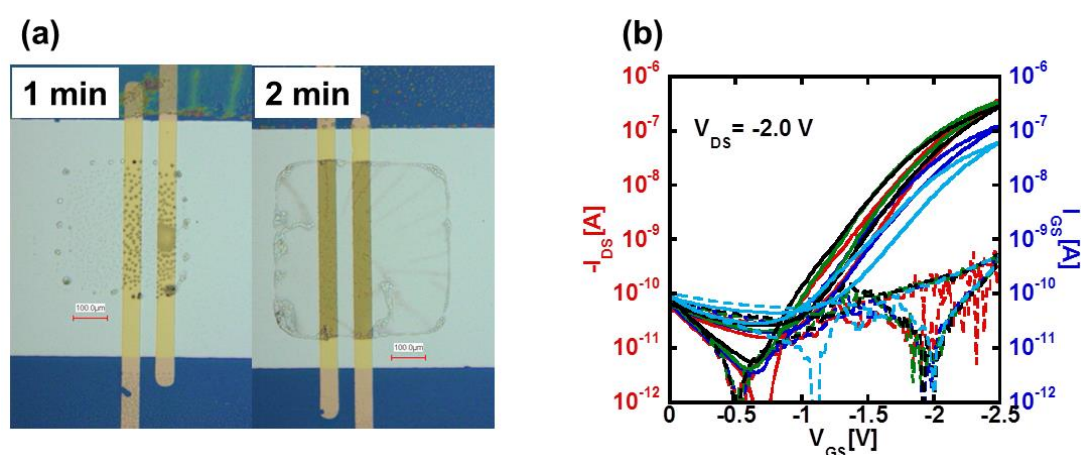 (a)
1 min
2 min
100.0µm
100.0µm
(b)
V_DS = -2.0 V
10^-6
10^-7
10^-8
10^-9
10^-10
10^-11
10^-12
-I_DS [A]
10^-6
10^-7
10^-8
10^-9
10^-10
10^-11
10^-12
I_GS [A]
0 -0.5 -1 -1.5 -2 -2.5
V_GS [V]